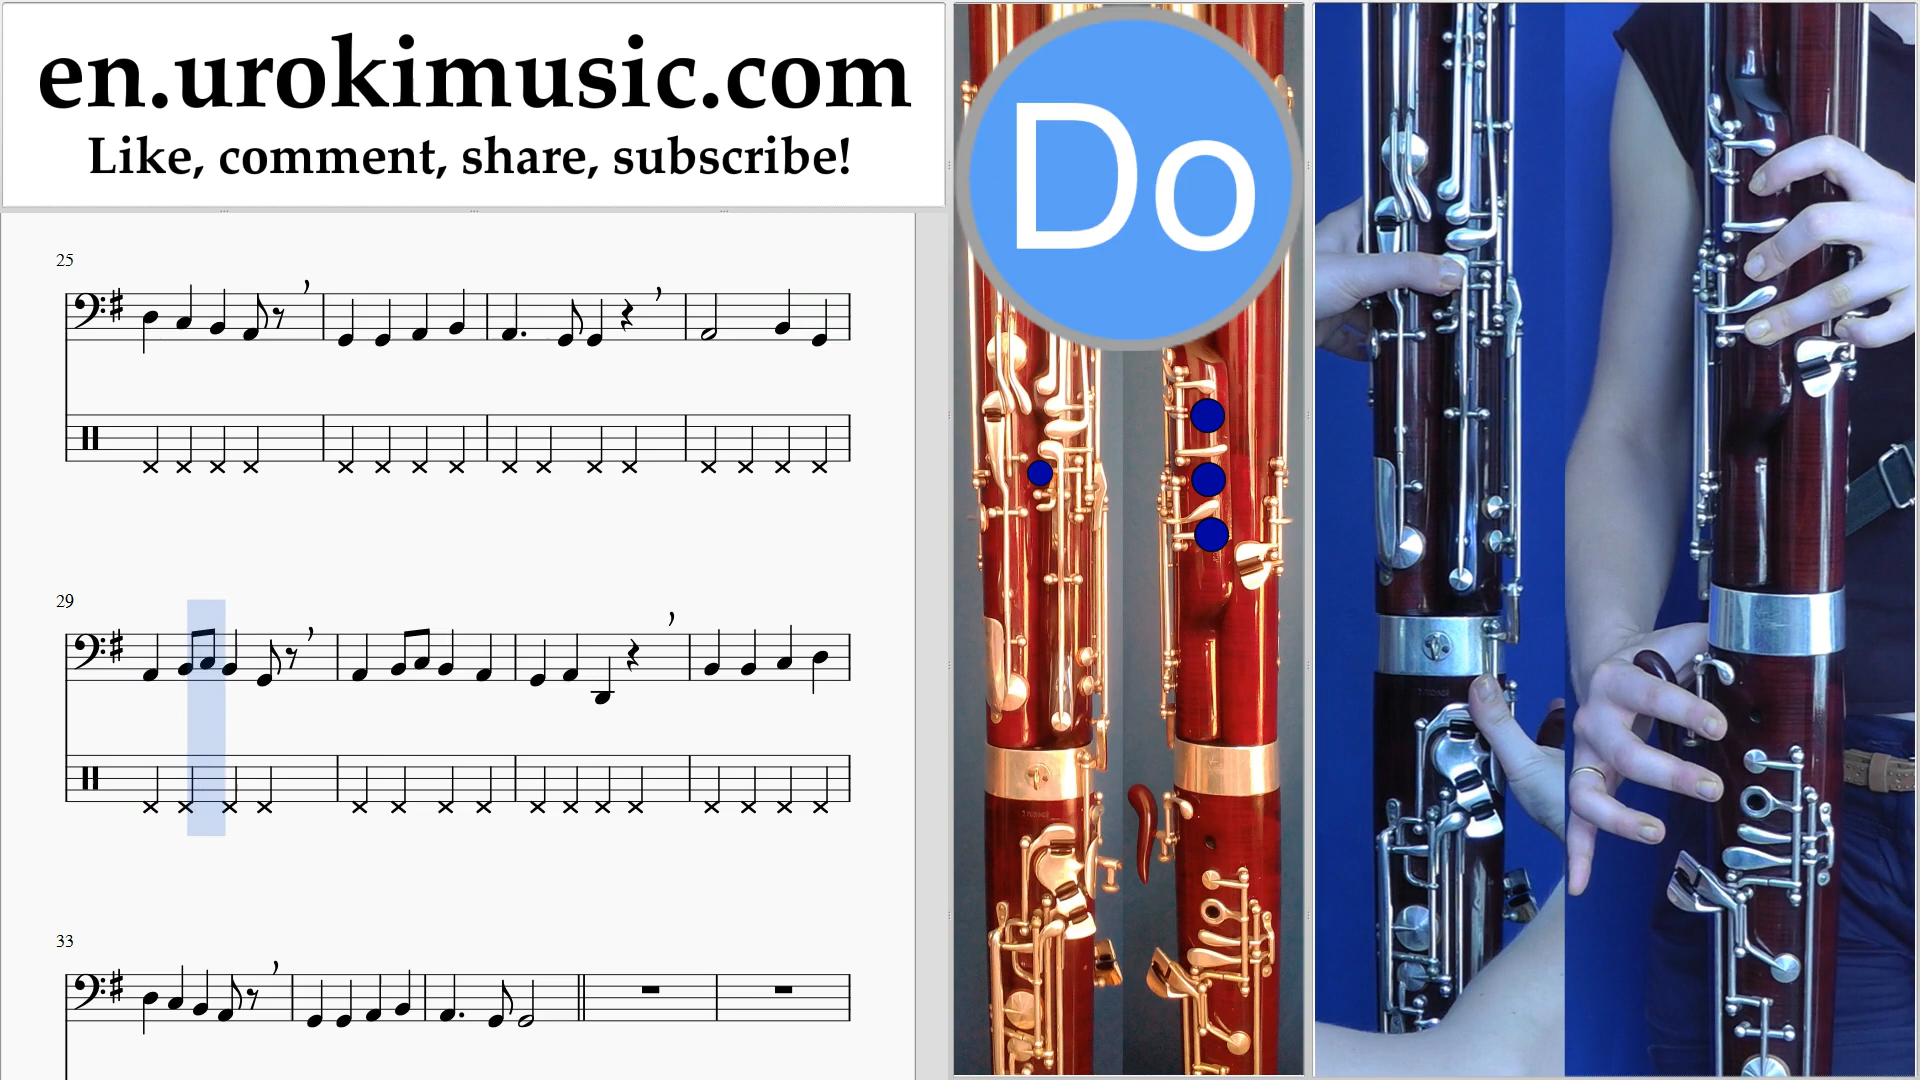 en.urokimusic.com
Like, comment, share, subscribe!
Do
25
29
33